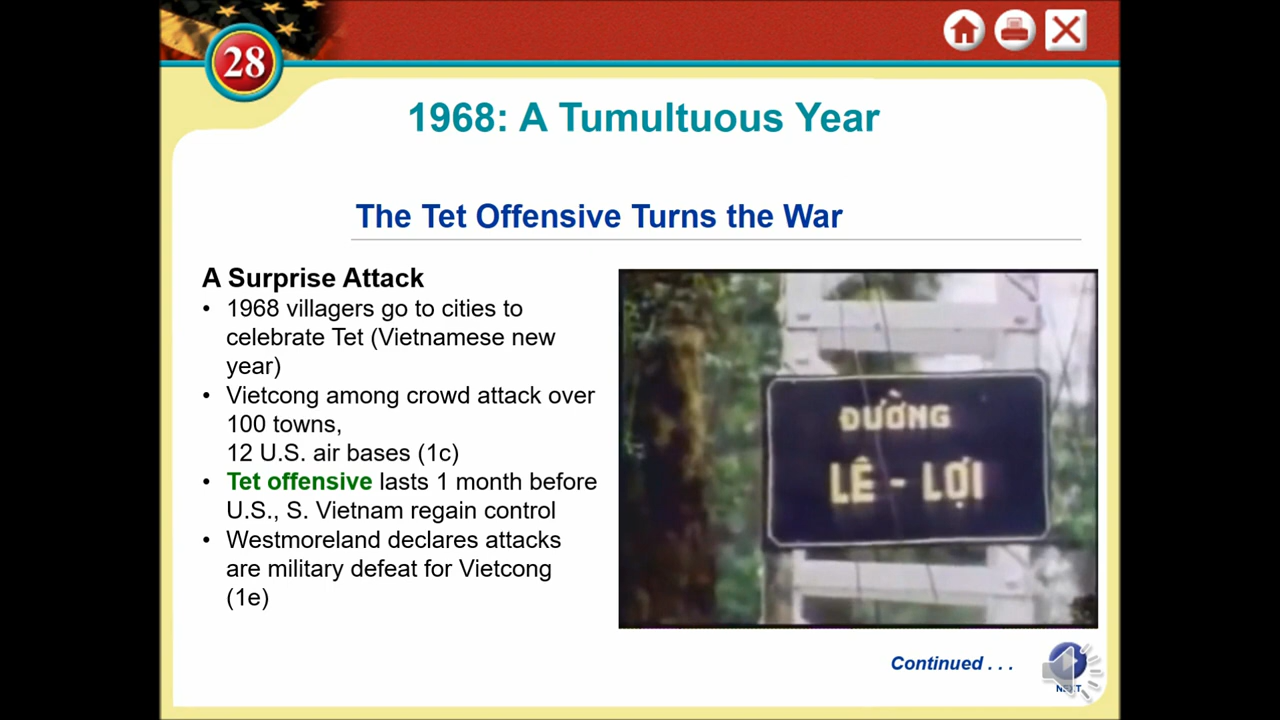 28
1968: A Tumultuous Year
The Tet Offensive Turns the War
A Surprise Attack
• 1968 villagers go to cities to
celebrate Tet (Vietnamese new
year)
• Vietcong among crowd attack over
100 towns,
12 U.S. air bases (1c)
• Tet offensive lasts 1 month before
U.S., S. Vietnam regain control
• Westmoreland declares attacks
are military defeat for Vietcong
(1e)
ĐƯỜNG
LÊ - LỢI
Continued . . .
NEXT